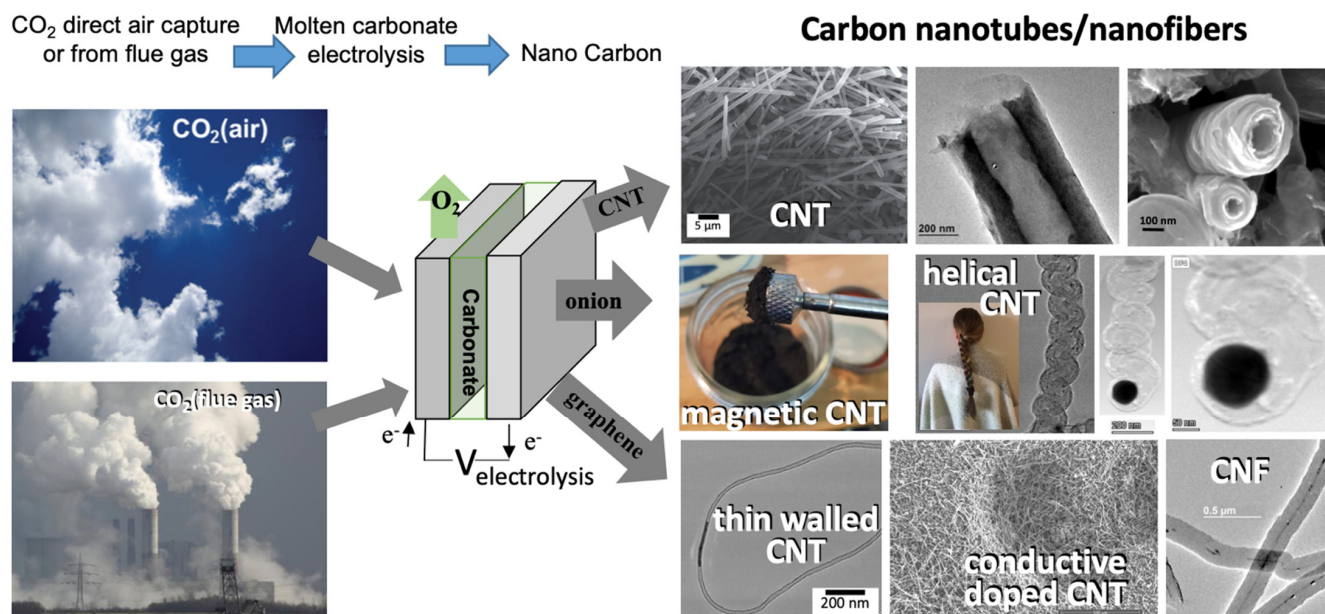 CO₂ direct air capture
or from flue gas
Molten carbonate
electrolysis
Nano Carbon
CO₂(air)
CO₂(flue gas)
O₂
Carbonate
e⁻
e⁻
Velectrolysis
CNT
onion
graphene
Carbon nanotubes/nanofibers
CNT
5 µm
200 nm
100 nm
magnetic CNT
helical
CNT
200 nm
50 nm
thin walled
CNT
200 nm
conductive
doped CNT
CNF
0.5 µm